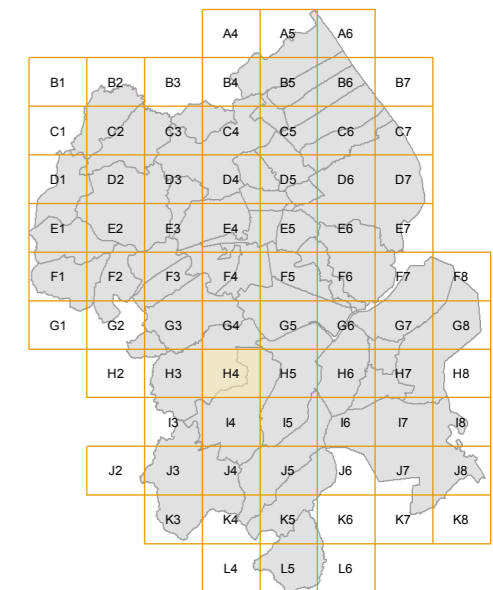 A4 A5 A6
B1 B2 B3 B4 B5 B6 B7
C1 C2 C3 C4 C5 C6 C7
D1 D2 D3 D4 D5 D6 D7
E1 E2 E3 E4 E5 E6 E7
F1 F2 F3 F4 F5 F6 F7 F8
G1 G2 G3 G4 G5 G6 G7 G8
H2 H3 H4 H5 H6 H7 H8
I3 I4 I5 I6 I7 I8
J2 J3 J4 J5 J6 J7 J8
K3 K4 K5 K6 K7 K8
L4 L5 L6